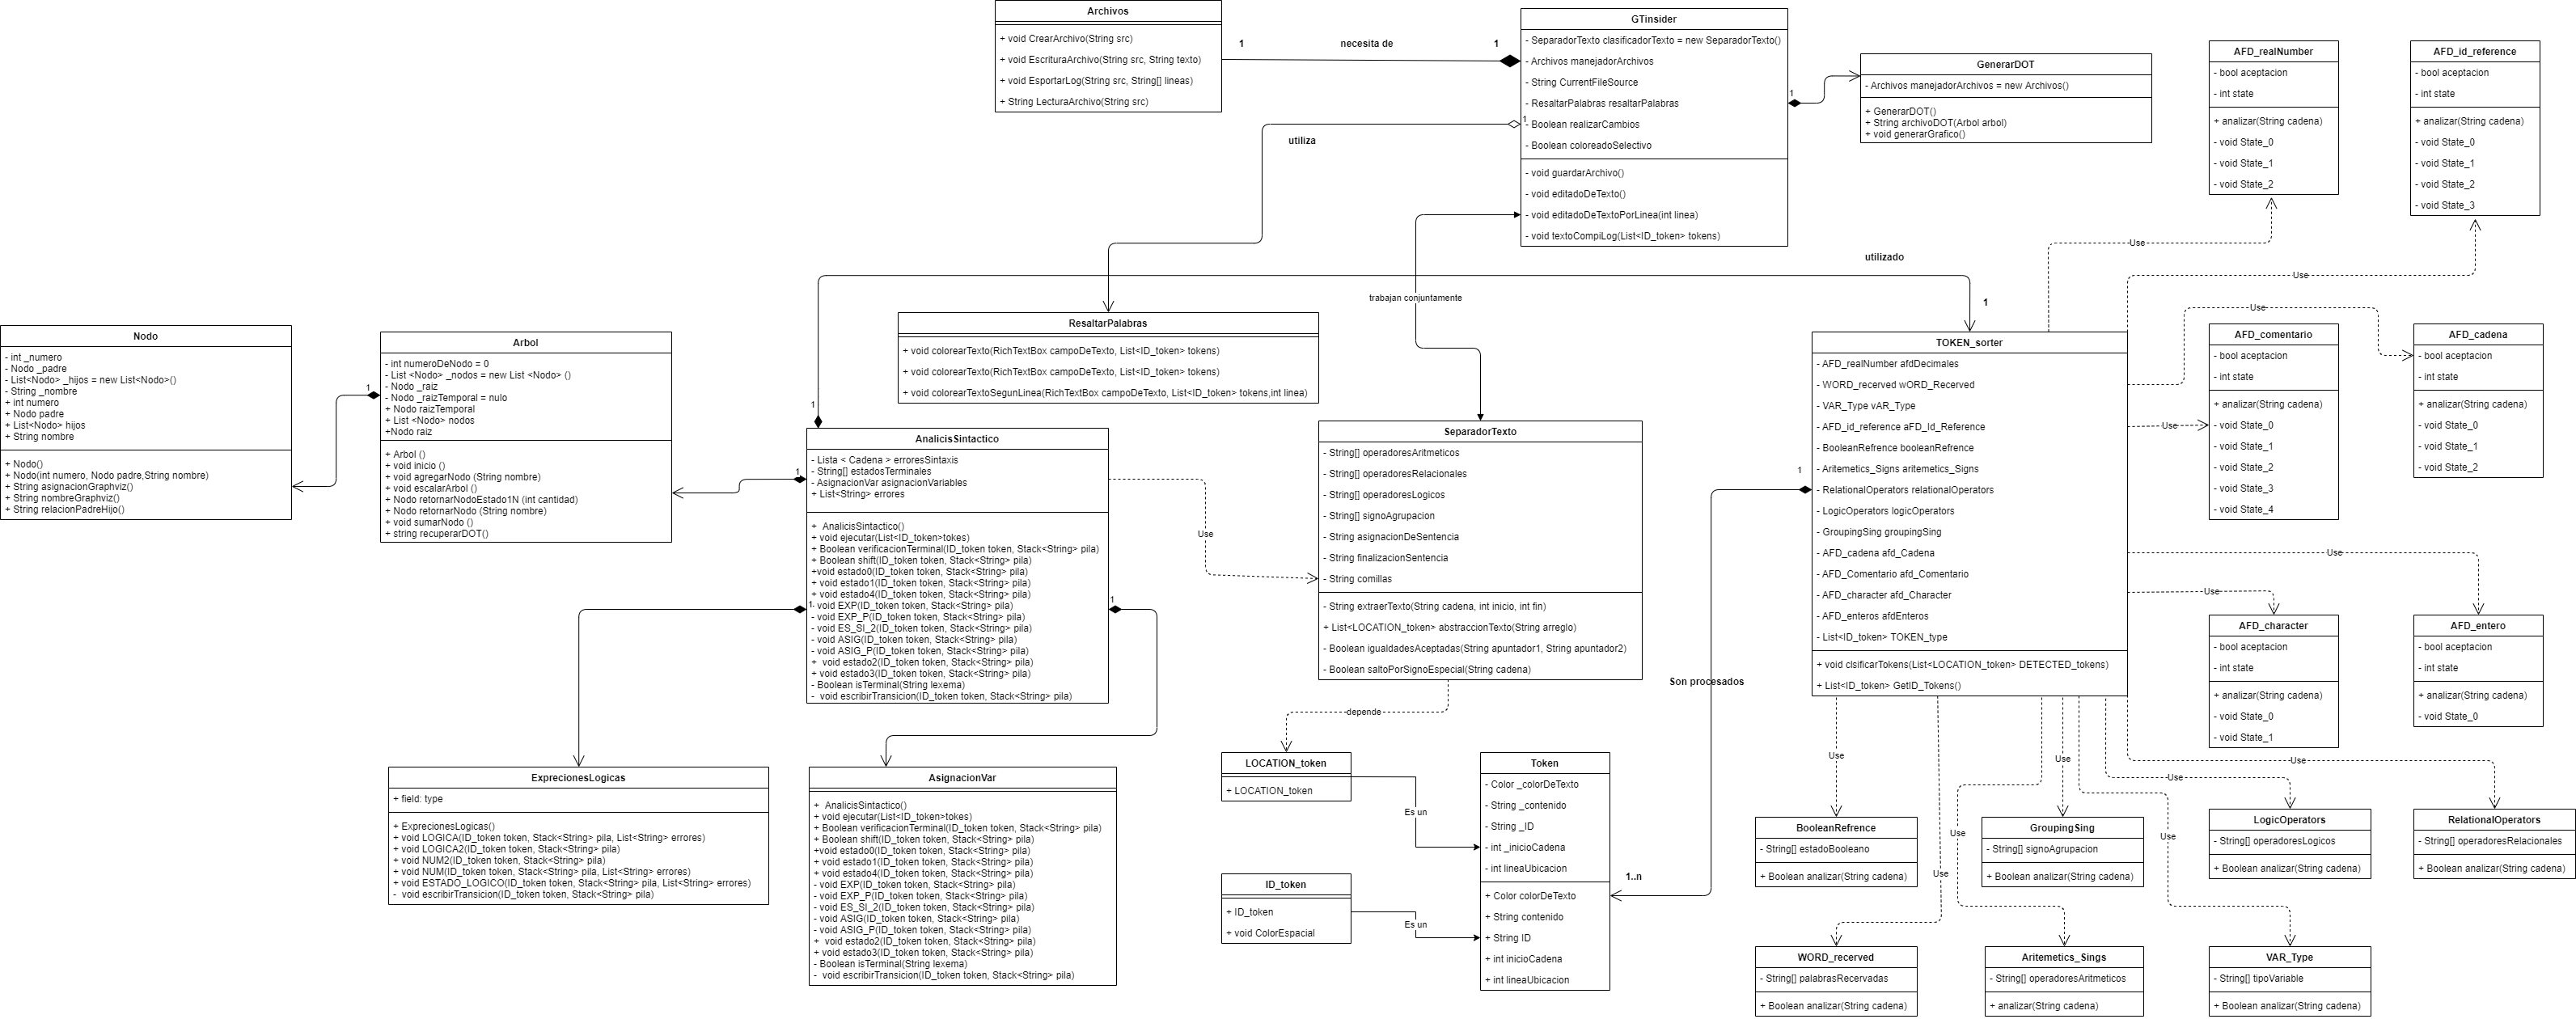 Archivos
+ void CrearArchivo(String src)
+ void EscrituraArchivo(String src, String texto)
+ void EsportarLog(String src, String[] lineas)
+ String LecturaArchivo(String src)
1
necesita de
1
GTinsider
- SeparadorTexto clasificadorTexto = new SeparadorTexto()
- Archivos manejadorArchivos
- String CurrentFileSource
- ResaltarPalabras resaltarPalabras
- Boolean realizarCambios
- Boolean coloreadoSelectivo
- void guardarArchivo()
- void editadoDeTexto()
- void editadoDeTextoPorLinea(int linea)
- void textoCompiLog(List<ID_token> tokens)
1
1
utiliza
GenerarDOT
- Archivos manejadorArchivos = new Archivos()
+ GenerarDOT()
+ String archivoDOT(Arbol arbol)
+ void generarGrafico()
AFD_realNumber
- bool aceptacion
- int state
+ analizar(String cadena)
- void State_0
- void State_1
- void State_2
AFD_id_reference
- bool aceptacion
- int state
+ analizar(String cadena)
- void State_0
- void State_1
- void State_2
- void State_3
Use
Use
utilizado
1
trabajan conjuntamente
Nodo
- int _numero
- Nodo _padre
- List<Nodo> _hijos = new List<Nodo>()
- String _nombre
+ int numero
+ Nodo padre
+ List<Nodo> hijos
+ String nombre
+ Nodo()
+ Nodo(int numero, Nodo padre,String nombre)
+ String asignacionGraphviz()
+ String nombreGraphviz()
+ String relacionPadreHijo()
1
Arbol
- int numeroDeNodo = 0
- List <Nodo> _nodos = new List <Nodo> ()
- Nodo _raiz
- Nodo _raizTemporal = nulo
+ Nodo raizTemporal
+ List <Nodo> nodos
+Nodo raiz
+ Arbol ()
+ void inicio ()
+ void agregarNodo (String nombre)
+ void escalarArbol ()
+ Nodo retornarNodoEstado1N (int cantidad)
+ Nodo retornarNodo (String nombre)
+ void sumarNodo ()
+ string recuperarDOT()
ResaltarPalabras
+ void colorearTexto(RichTextBox campoDeTexto, List<ID_token> tokens)
+ void colorearTexto(RichTextBox campoDeTexto, List<ID_token> tokens)
+ void colorearTextoSegunLinea(RichTextBox campoDeTexto, List<ID_token> tokens,int linea)
1
1
AnalicisSintactico
- Lista < Cadena > erroresSintaxis
- String[] estadosTerminales
- AsignacionVar asignacionVariables
+ List<String> errores
+  AnalicisSintactico()
+ void ejecutar(List<ID_token>tokes)
+ Boolean verificacionTerminal(ID_token token, Stack<String> pila)
+ Boolean shift(ID_token token, Stack<String> pila)
+void estado0(ID_token token, Stack<String> pila)
+ void estado1(ID_token token, Stack<String> pila)
+ void estado4(ID_token token, Stack<String> pila)
- void EXP(ID_token token, Stack<String> pila)
- void EXP_P(ID_token token, Stack<String> pila)
- void ES_SI_2(ID_token token, Stack<String> pila)
- void ASIG(ID_token token, Stack<String> pila)
- void ASIG_P(ID_token token, Stack<String> pila)
+  void estado2(ID_token token, Stack<String> pila)
+ void estado3(ID_token token, Stack<String> pila)
- Boolean isTerminal(String lexema)
-  void escribirTransicion(ID_token token, Stack<String> pila)
1
1
Use
SeparadorTexto
- String[] operadoresAritmeticos
- String[] operadoresRelacionales
- String[] operadoresLogicos
- String[] signoAgrupacion
- String asignacionDeSentencia
- String finalizacionSentencia
- String comillas
- String extraerTexto(String cadena, int inicio, int fin)
+ List<LOCATION_token> abstraccionTexto(String arreglo)
- Boolean igualdadesAceptadas(String apuntador1, String apuntador2)
- Boolean saltoPorSignoEspecial(String cadena)
depende
Son procesados
1
TOKEN_sorter
- AFD_realNumber afdDecimales
- WORD_recerved wORD_Recerved
- VAR_Type vAR_Type
- AFD_id_reference aFD_Id_Reference
- BooleanRefrence booleanRefrence
- Aritemetics_Signs aritemetics_Signs
- RelationalOperators relationalOperators
- LogicOperators logicOperators
- GroupingSing groupingSing
- AFD_cadena afd_Cadena
- AFD_Comentario afd_Comentario
- AFD_character afd_Character
- AFD_enteros afdEnteros
- List<ID_token> TOKEN_type
+ void clsificarTokens(List<LOCATION_token> DETECTED_tokens)
+ List<ID_token> GetID_Tokens()
Use
Use
AFD_comentario
- bool aceptacion
- int state
+ analizar(String cadena)
- void State_0
- void State_1
- void State_2
- void State_3
- void State_4
AFD_cadena
- bool aceptacion
- int state
+ analizar(String cadena)
- void State_0
- void State_1
- void State_2
Use
Use
AFD_character
- bool aceptacion
- int state
+ analizar(String cadena)
- void State_0
- void State_1
AFD_entero
- bool aceptacion
- int state
+ analizar(String cadena)
- void State_0
ExprecionesLogicas
+ field: type
+ ExprecionesLogicas()
+ void LOGICA(ID_token token, Stack<String> pila, List<String> errores)
+ void LOGICA2(ID_token token, Stack<String> pila)
+ void NUM2(ID_token token, Stack<String> pila)
+ void NUM(ID_token token, Stack<String> pila, List<String> errores)
+ void ESTADO_LOGICO(ID_token token, Stack<String> pila, List<String> errores)
-  void escribirTransicion(ID_token token, Stack<String> pila)
AsignacionVar
+  AnalicisSintactico()
+ void ejecutar(List<ID_token>tokes)
+ Boolean verificacionTerminal(ID_token token, Stack<String> pila)
+ Boolean shift(ID_token token, Stack<String> pila)
+void estado0(ID_token token, Stack<String> pila)
+ void estado1(ID_token token, Stack<String> pila)
+ void estado4(ID_token token, Stack<String> pila)
- void EXP(ID_token token, Stack<String> pila)
- void EXP_P(ID_token token, Stack<String> pila)
- void ES_SI_2(ID_token token, Stack<String> pila)
- void ASIG(ID_token token, Stack<String> pila)
- void ASIG_P(ID_token token, Stack<String> pila)
+  void estado2(ID_token token, Stack<String> pila)
+ void estado3(ID_token token, Stack<String> pila)
- Boolean isTerminal(String lexema)
-  void escribirTransicion(ID_token token, Stack<String> pila)
LOCATION_token
+ LOCATION_token
Es un
ID_token
+ ID_token
+ void ColorEspacial
Es un
Token
- Color _colorDeTexto
- String _contenido
- String _ID
- int _inicioCadena
- int lineaUbicacion
+ Color colorDeTexto
+ String contenido
+ String ID
+ int inicioCadena
+ int lineaUbicacion
1..n
Use
Use
Use
Use
Use
Use
Use
BooleanRefrence
- String[] estadoBooleano
+ Boolean analizar(String cadena)
GroupingSing
- String[] signoAgrupacion
+ Boolean analizar(String cadena)
LogicOperators
- String[] operadoresLogicos
+ Boolean analizar(String cadena)
RelationalOperators
- String[] operadoresRelacionales
+ Boolean analizar(String cadena)
WORD_recerved
- String[] palabrasRecervadas
+ Boolean analizar(String cadena)
Aritemetics_Sings
- String[] operadoresAritmeticos
+ analizar(String cadena)
VAR_Type
- String[] tipoVariable
+ Boolean analizar(String cadena)